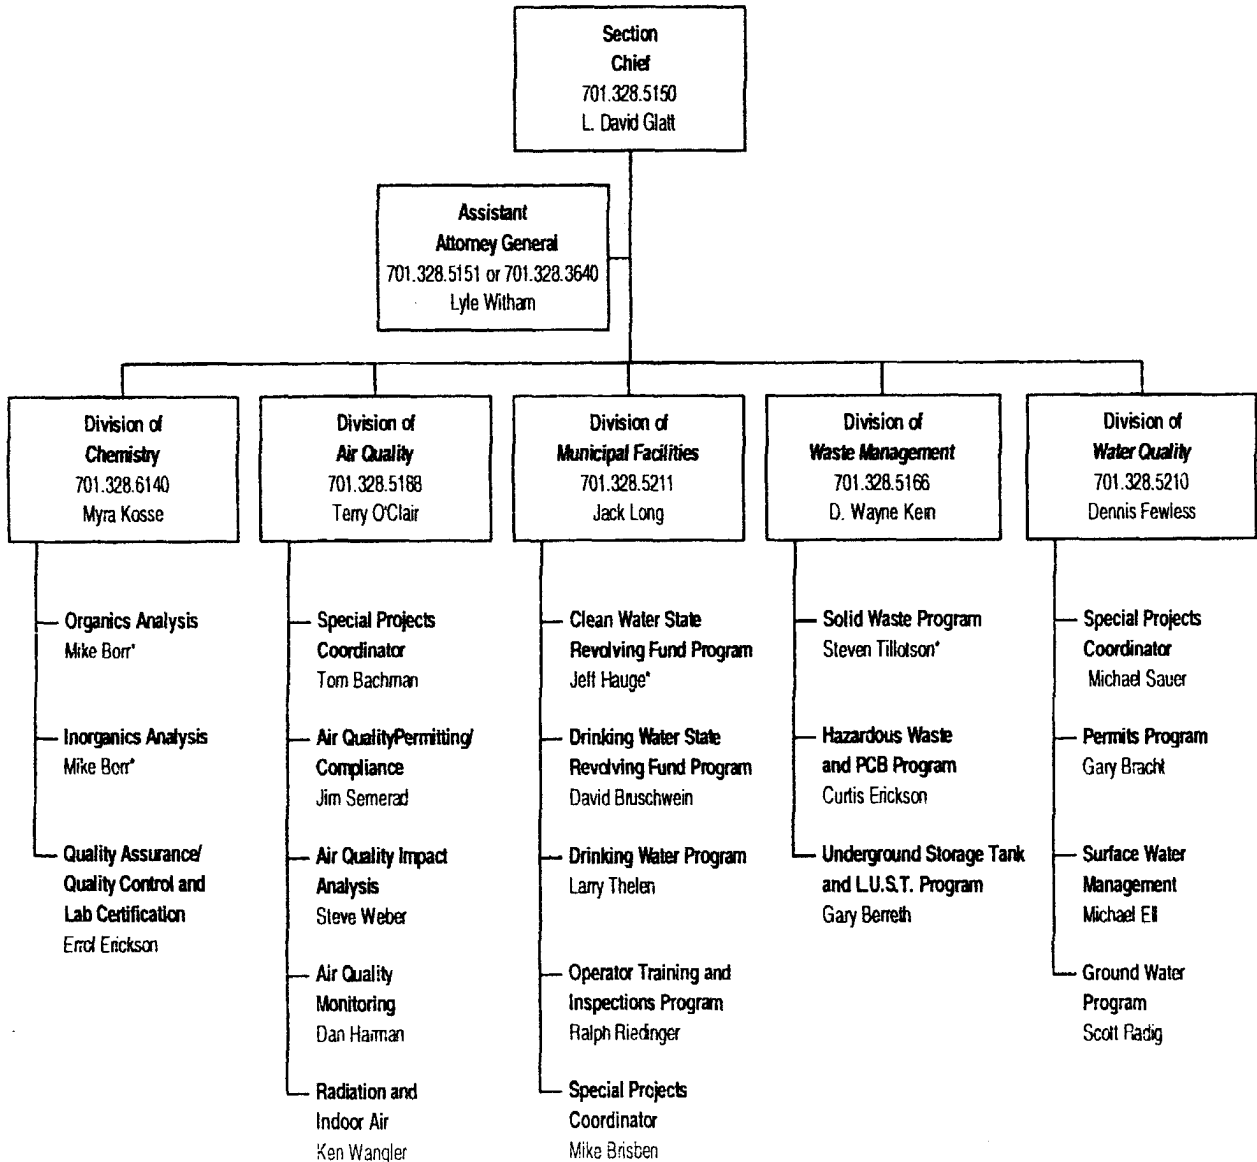 Section
Chief
701.328.5150
L. David Glatt
Assistant
Attorney General
701.328.5151 or 701.328.3640
Lyle Witham
Division of
Chemistry
701.328.6140
Myra Kosse
Organics Analysis
Mike Borr*
Inorganics Analysis
Mike Borr*
Quality Assurance/
Quality Control and
Lab Certification
Errol Erickson
Division of
Air Quality
701.328.5188
Terry O'Clair
Special Projects
Coordinator
Tom Bachman
Air QualityPermitting/
Compliance
Jim Semerad
Air Quality Impact
Analysis
Steve Weber
Air Quality
Monitoring
Dan Harman
Radiation and
Indoor Air
Ken Wangler
Division of
Municipal Facilities
701.328.5211
Jack Long
Clean Water State
Revolving Fund Program
Jeff Hauge*
Drinking Water State
Revolving Fund Program
David Bruschwein
Drinking Water Program
Larry Thelen
Operator Training and
Inspections Program
Ralph Riedinger
Special Projects
Coordinator
Mike Brisben
Division of
Waste Management
701.328.5166
D. Wayne Kern
Solid Waste Program
Steven Tillotson*
Hazardous Waste
and PCB Program
Curtis Erickson
Underground Storage Tank
and L.U.S.T. Program
Gary Berreth
Division of
Water Quality
701.328.5210
Dennis Fewless
Special Projects
Coordinator
Michael Sauer
Permits Program
Gary Bracht
Surface Water
Management
Michael Ell
Ground Water
Program
Scott Radig